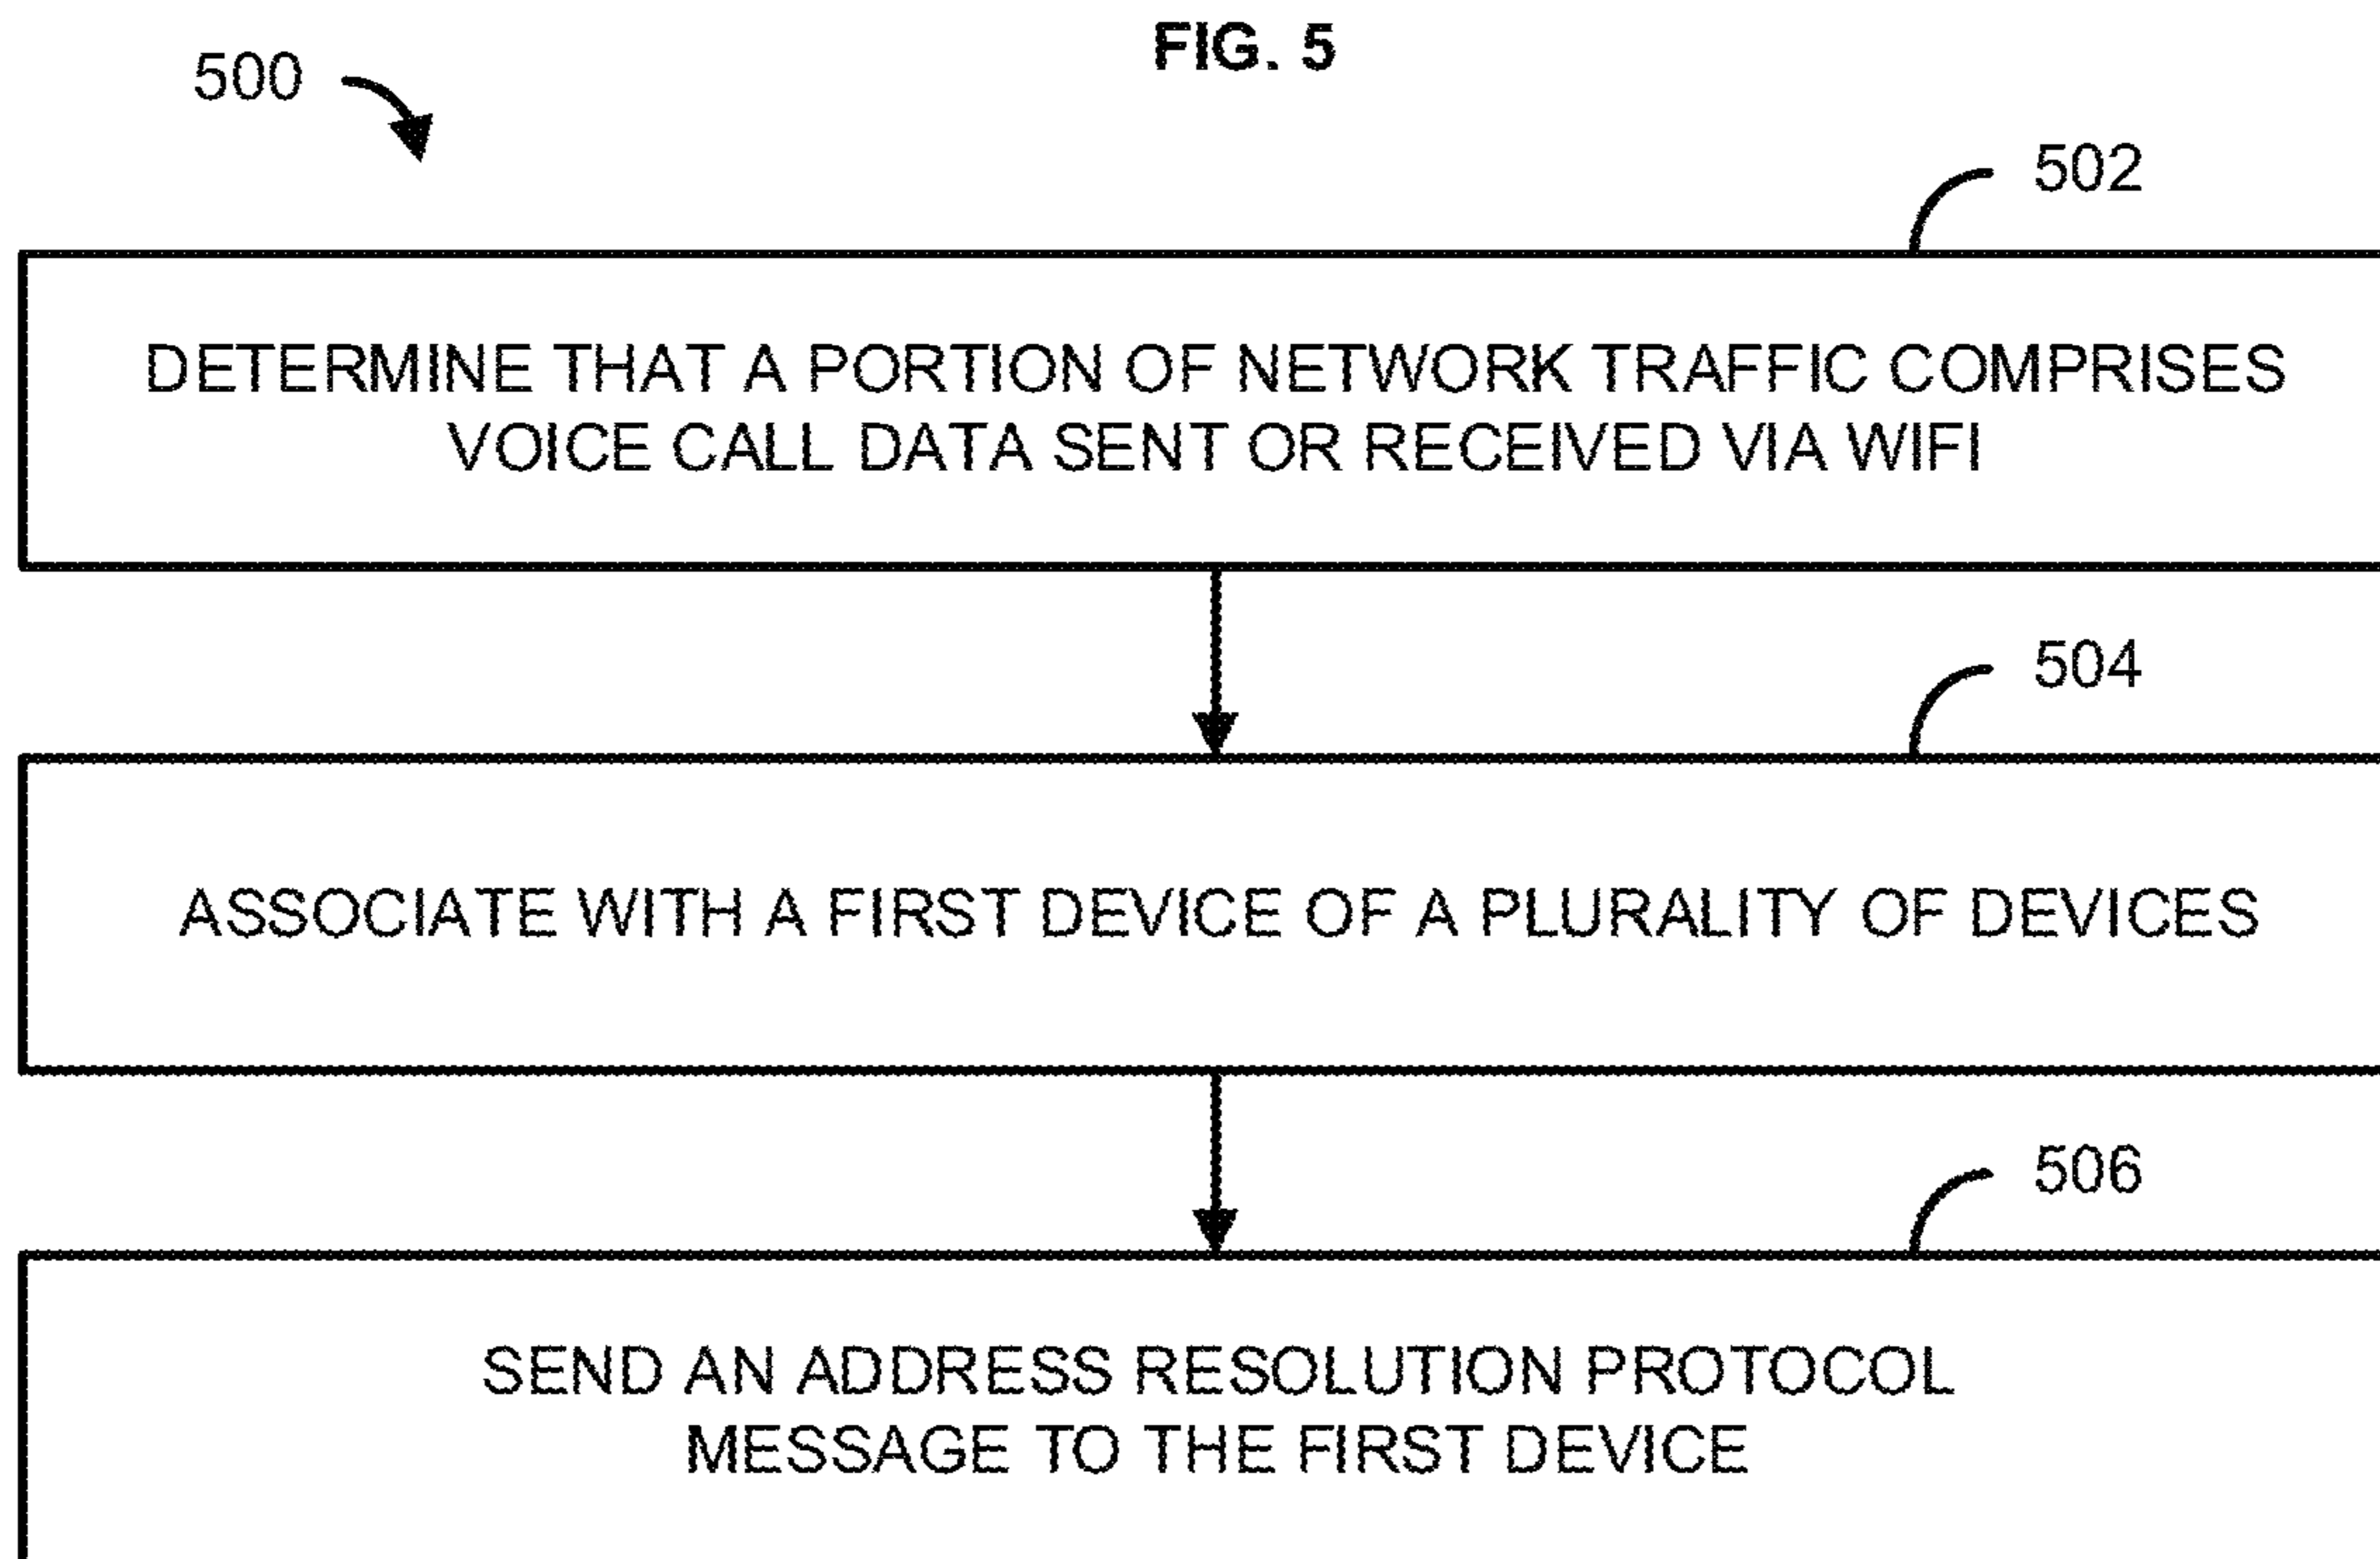 FIG. 5
500
502
DETERMINE THAT A PORTION OF NETWORK TRAFFIC COMPRISES
VOICE CALL DATA SENT OR RECEIVED VIA WIFI
504
ASSOCIATE WITH A FIRST DEVICE OF A PLURALITY OF DEVICES
506
SEND AN ADDRESS RESOLUTION PROTOCOL
MESSAGE TO THE FIRST DEVICE